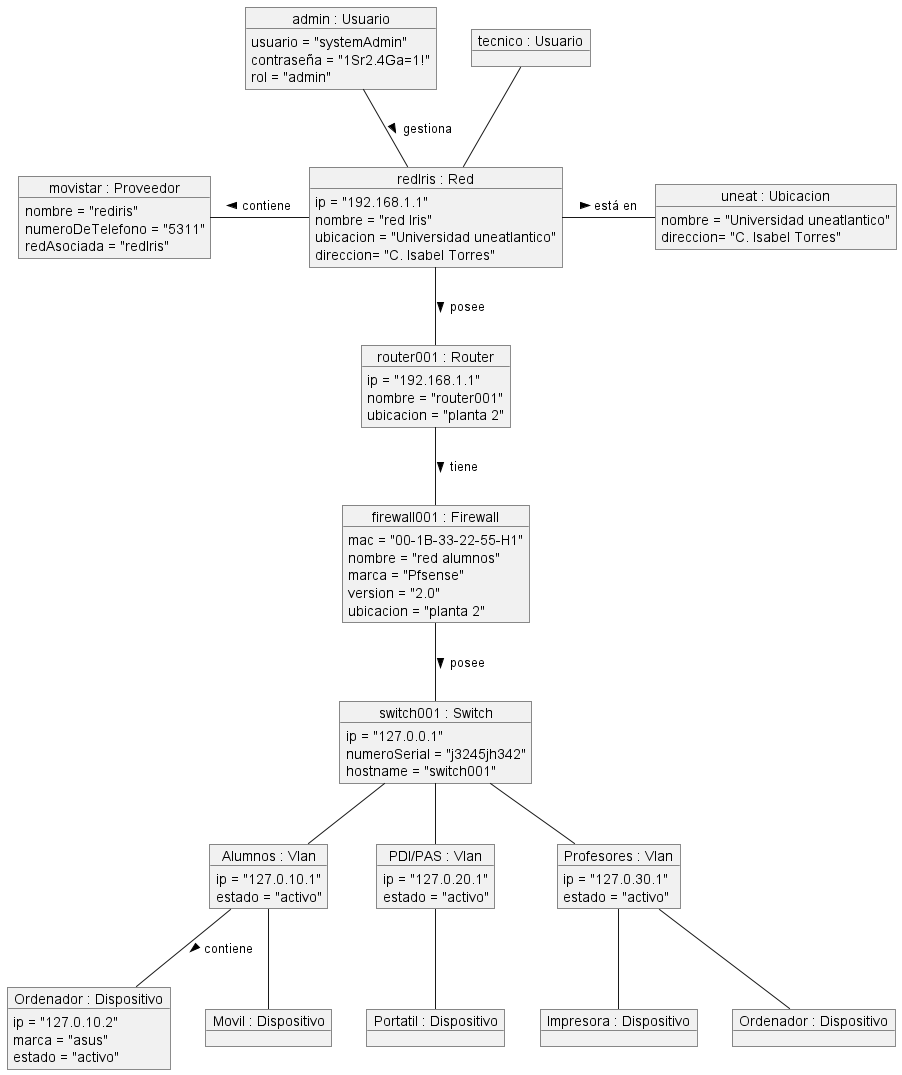 admin : Usuario
usuario = "systemAdmin"
contraseña = "1Sr2.4Ga=1!"
rol = "admin"
tecnico : Usuario
gestiona
movistar : Proveedor
nombre = "rediris"
numeroDeTelefono = "5311"
redAsociada = "redIris"
contiene
redIris : Red
ip = "192.168.1.1"
nombre = "red Iris"
ubicacion = "Universidad uneatlantico"
direccion= "C. Isabel Torres"
está en
uneat : Ubicacion
nombre = "Universidad uneatlantico"
direccion= "C. Isabel Torres"
posee
router001 : Router
ip = "192.168.1.1"
nombre = "router001"
ubicacion = "planta 2"
tiene
firewall001 : Firewall
mac = "00-1B-33-22-55-H1"
nombre = "red alumnos"
marca = "Pfsense"
version = "2.0"
ubicacion = "planta 2"
posee
switch001 : Switch
ip = "127.0.0.1"
numeroSerial = "j3245jh342"
hostname = "switch001"
Alumnos : Vlan
ip = "127.0.10.1"
estado = "activo"
PDI/PAS : Vlan
ip = "127.0.20.1"
estado = "activo"
Profesores : Vlan
ip = "127.0.30.1"
estado = "activo"
contiene
Ordenador : Dispositivo
ip = "127.0.10.2"
marca = "asus"
estado = "activo"
Movil : Dispositivo
Portatil : Dispositivo
Impresora : Dispositivo
Ordenador : Dispositivo